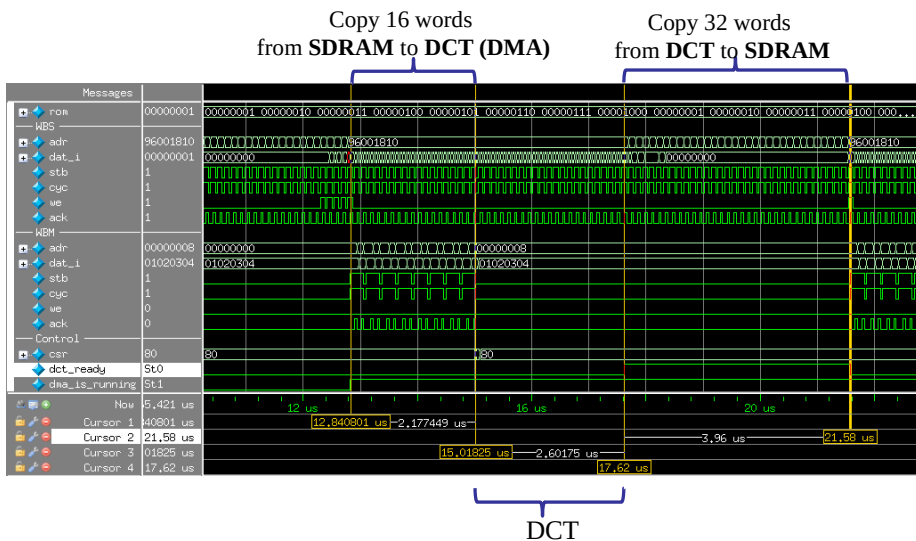 Copy 16 words
from SDRAM to DCT (DMA)
Copy 32 words
from DCT to SDRAM
Messages
rom 00000001 00000001 00000010 00000011 00000100 00000101 00000110 00000111 00001000 00000001 00000010 00000011 00000100 000...
WBS
adr 96001810 96001810 96001810
dat_i 00000001 00000000 00000000
stb 1
cyc 1
we 1
ack 1
WBM
adr 00000008 00000000 00000008
dat_i 01020304 01020304 01020304
stb 1
cyc 1
we 0
ack 0
Control
csr 80 80 80
dct_ready St0
dma_is_running St1
Now 5.421 us 12 us 16 us 20 us
Cursor 1 40801 us 12.840801 us 2.177449 us
Cursor 2 21.58 us 3.96 us 21.58 us
Cursor 3 01825 us 15.01825 us 2.60175 us
Cursor 4 17.62 us 17.62 us
DCT